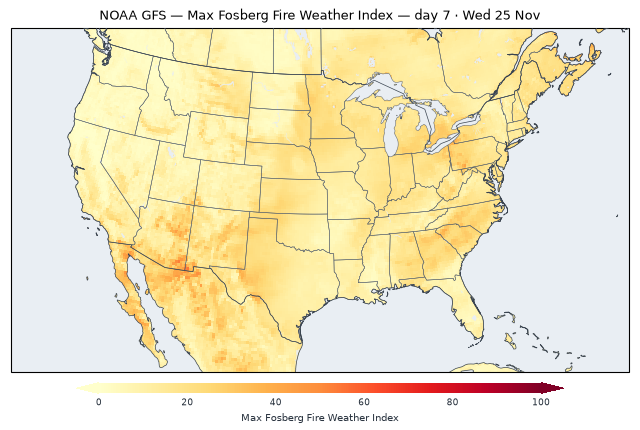 NOAA GFS — Max Fosberg Fire Weather Index — day 7 · Wed 25 Nov
0 20 40 60 80 100
Max Fosberg Fire Weather Index